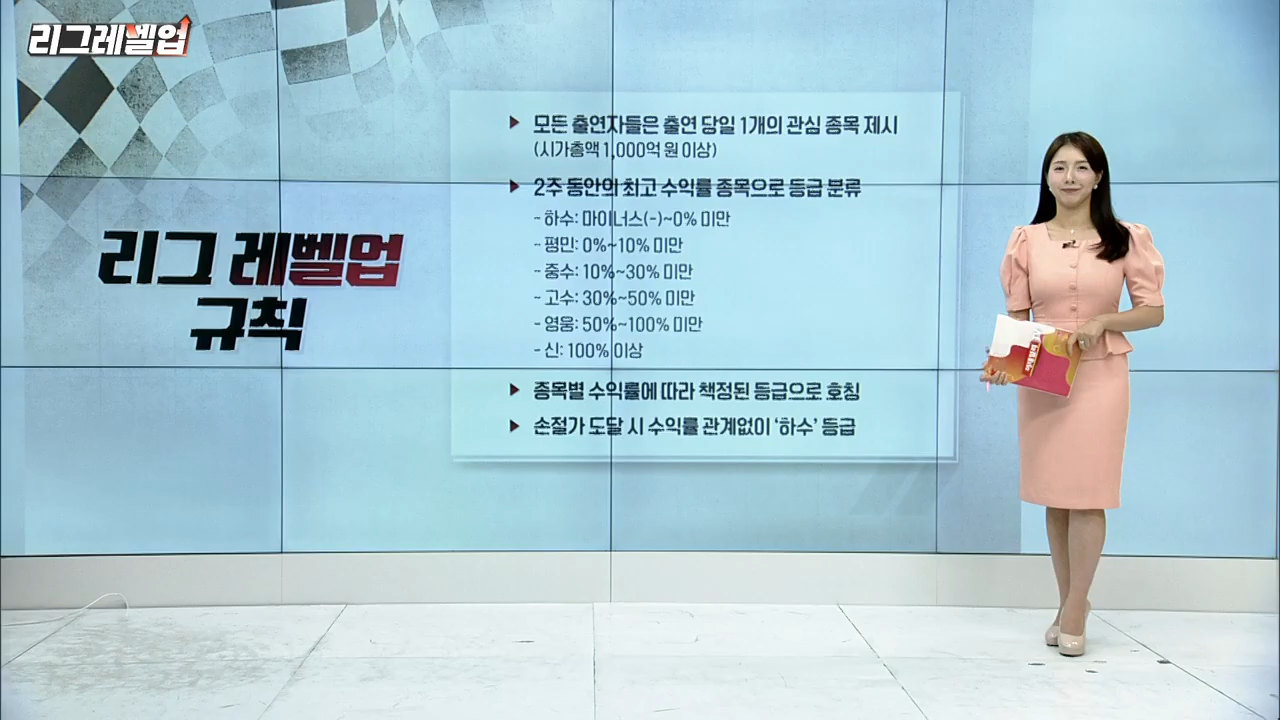 리그레벨업
리그 레벨업
규칙
▶ 모든 출연자들은 출연 당일 1개의 관심 종목 제시
(시가총액 1,000억 원 이상)
▶ 2주 동안의 최고 수익률 종목으로 등급 분류
- 하수: 마이너스(-)~0% 미만
- 평민: 0%~10% 미만
- 중수: 10%~30% 미만
- 고수: 30%~50% 미만
- 영웅: 50%~100% 미만
- 신: 100% 이상
▶ 종목별 수익률에 따라 책정된 등급으로 호칭
▶ 손절가 도달 시 수익률 관계없이 ‘하수’ 등급